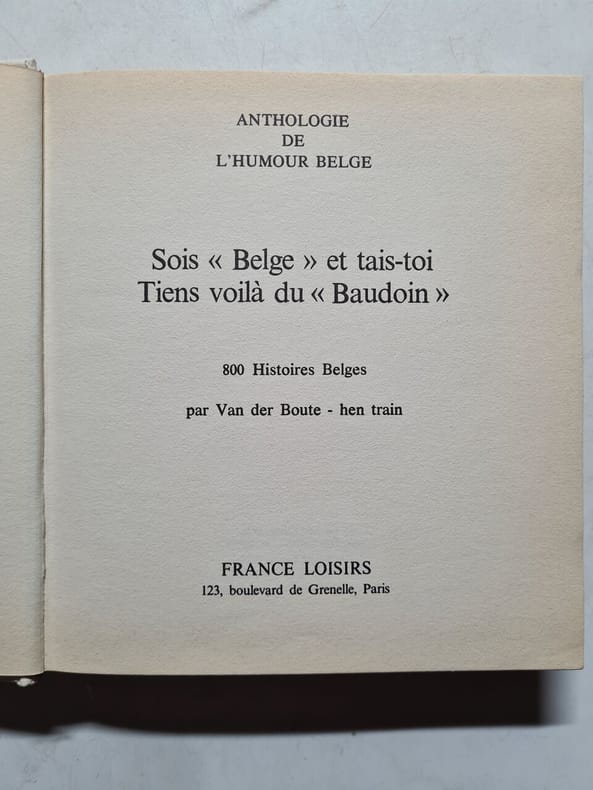 ANTHOLOGIE
DE
L'HUMOUR BELGE
Sois « Belge » et tais-toi
Tiens voilà du « Baudoin »
800 Histoires Belges
par Van der Boute - hen train
FRANCE LOISIRS
123, boulevard de Grenelle, Paris